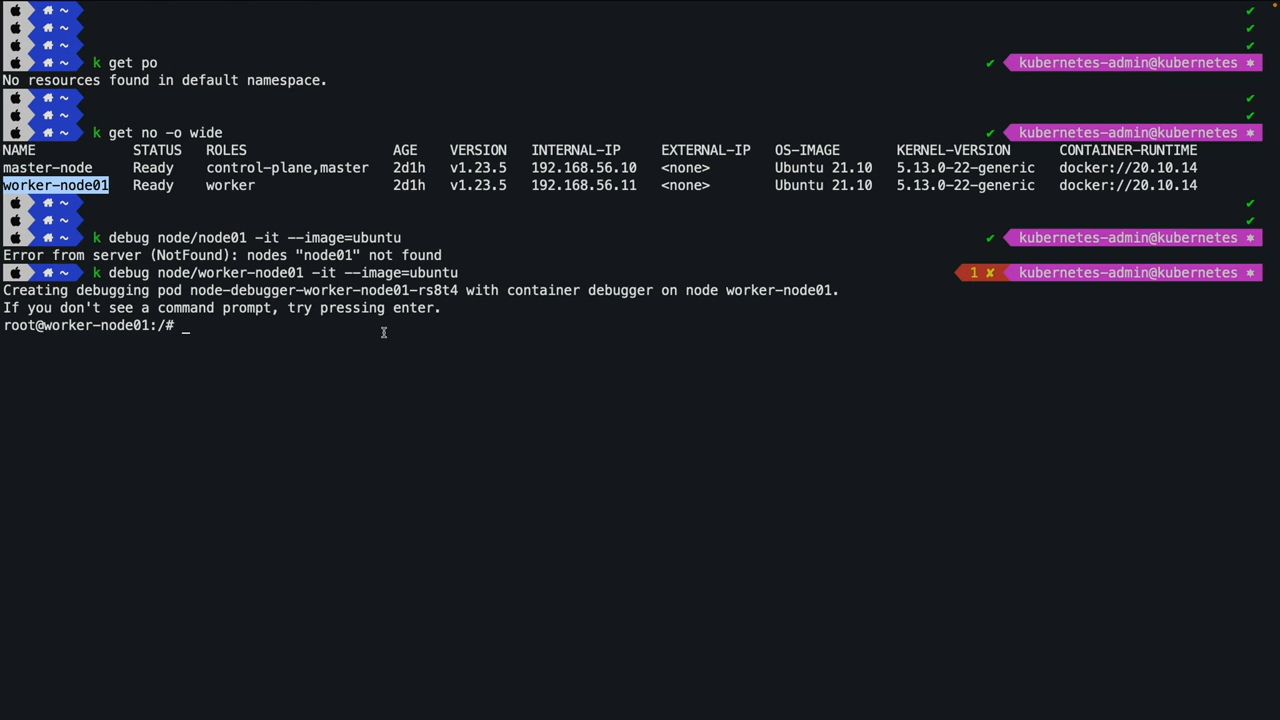 ~
~
~
~ k get po ✔ kubernetes-admin@kubernetes
No resources found in default namespace.
~
~
~ k get no -o wide ✔ kubernetes-admin@kubernetes
NAME STATUS ROLES AGE VERSION INTERNAL-IP EXTERNAL-IP OS-IMAGE KERNEL-VERSION CONTAINER-RUNTIME
master-node Ready control-plane,master 2d1h v1.23.5 192.168.56.10 <none> Ubuntu 21.10 5.13.0-22-generic docker://20.10.14
worker-node01 Ready worker 2d1h v1.23.5 192.168.56.11 <none> Ubuntu 21.10 5.13.0-22-generic docker://20.10.14
~
~
~ k debug node/node01 -it --image=ubuntu ✔ kubernetes-admin@kubernetes
Error from server (NotFound): nodes "node01" not found
~ k debug node/worker-node01 -it --image=ubuntu 1 ✘ kubernetes-admin@kubernetes
Creating debugging pod node-debugger-worker-node01-rs8t4 with container debugger on node worker-node01.
If you don't see a command prompt, try pressing enter.
root@worker-node01:/# _